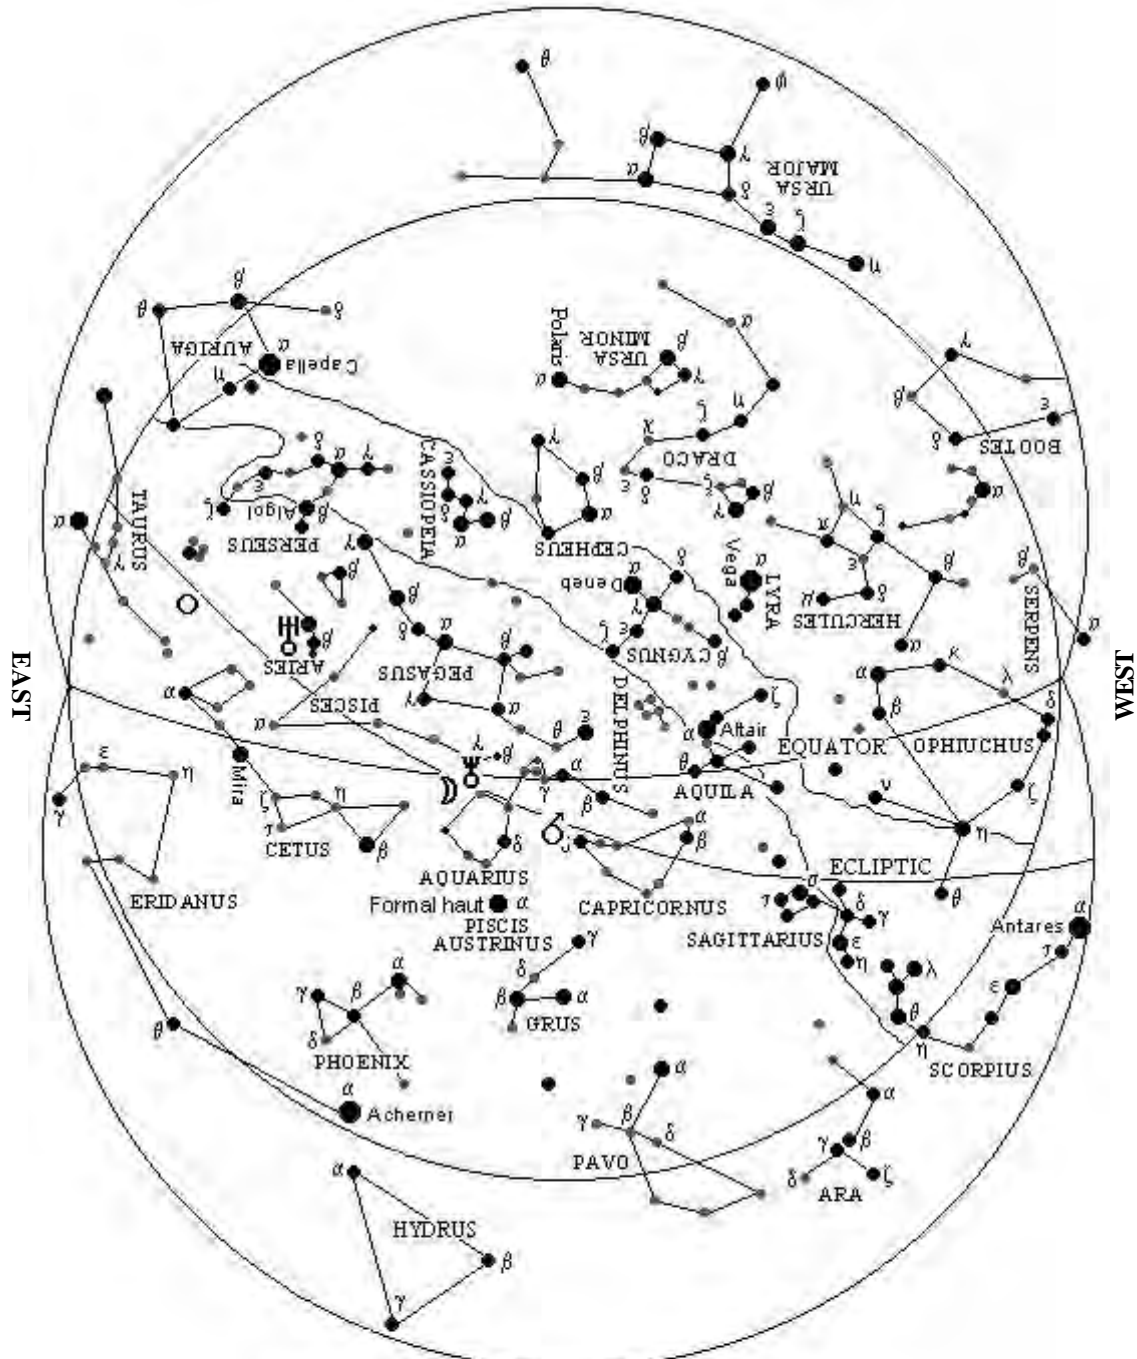 θ
φ
β
γ
α
δ
URSA
MAJOR
ε
ζ
η
θ
β
δ
AURIGA
α
Capella
η
Polaris
α
URSA
MINOR
β
γ
α
η
ζ
χ
DRACO
ε
δ
ξ
β
γ
γ
β
δ
ε
BOOTES
α
TAURUS
α
γ
δ
α
γ
ε
ζ
Algol
β
PERSEUS
CASSIOPEIA
ε
δ
γ
α
β
γ
β
α
CEPHEUS
η
ζ
π
ε
β
μ
δ
HERCULES
α
SERPENS
β
α
Vega
α
LYRA
Deneb
α
δ
γ
ε
ζ
β
CYGNUS
γ
β
δ
α
β
PEGASUS
γ
α
β
β
ARIES
PISCES
α
θ
ε
DELPHINUS
ζ
α
Altair
θ
AQUILA
EQUATOR
α
κ
λ
δ
β
OPHIUCHUS
ν
ζ
η
θ
EAST
WEST
α
Mira
ε
η
γ
ERIDANUS
ζ
η
τ
β
CETUS
γ
β
α
γ
β
δ
AQUARIUS
α
β
CAPRICORNUS
ECLIPTIC
Formal haut
α
PISCIS
AUSTRINUS
σ
τ
δ
γ
SAGITTARIUS
ε
η
α
Antares
τ
ε
λ
θ
η
SCORPIUS
γ
δ
β
α
GRUS
α
γ
β
δ
PHOENIX
θ
α
Achernei
α
γ
β
δ
PAVO
α
γ
β
δ
ζ
ARA
α
HYDRUS
β
γ